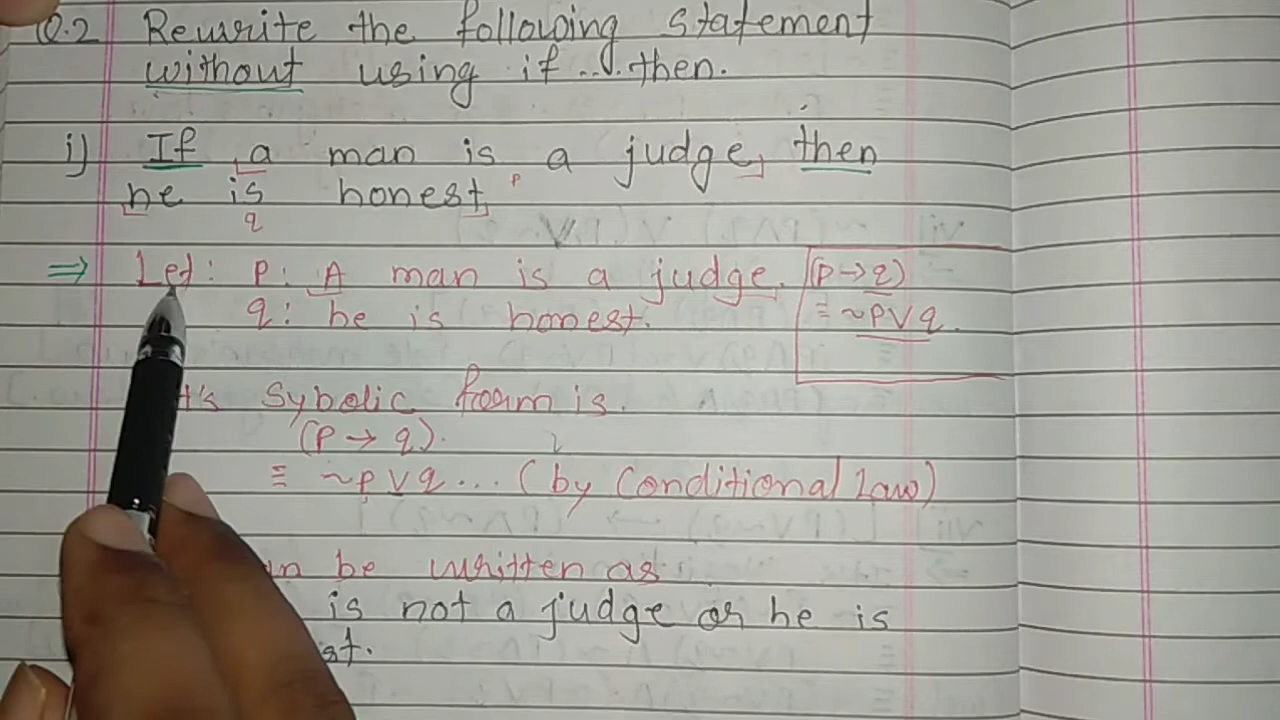 Q.2 Rewrite the following statement
without using if ... then.
i) If a man is a judge, then
he is honest. p
q
⇒ Let: p: A man is a judge. (p → q)
q: he is honest. ≡ ~p ∨ q.
t's Sybolic form is.
(p → q).
≡ ~p ∨ q ... (by Conditional Law)
n be written as
is not a judge or he is
st.